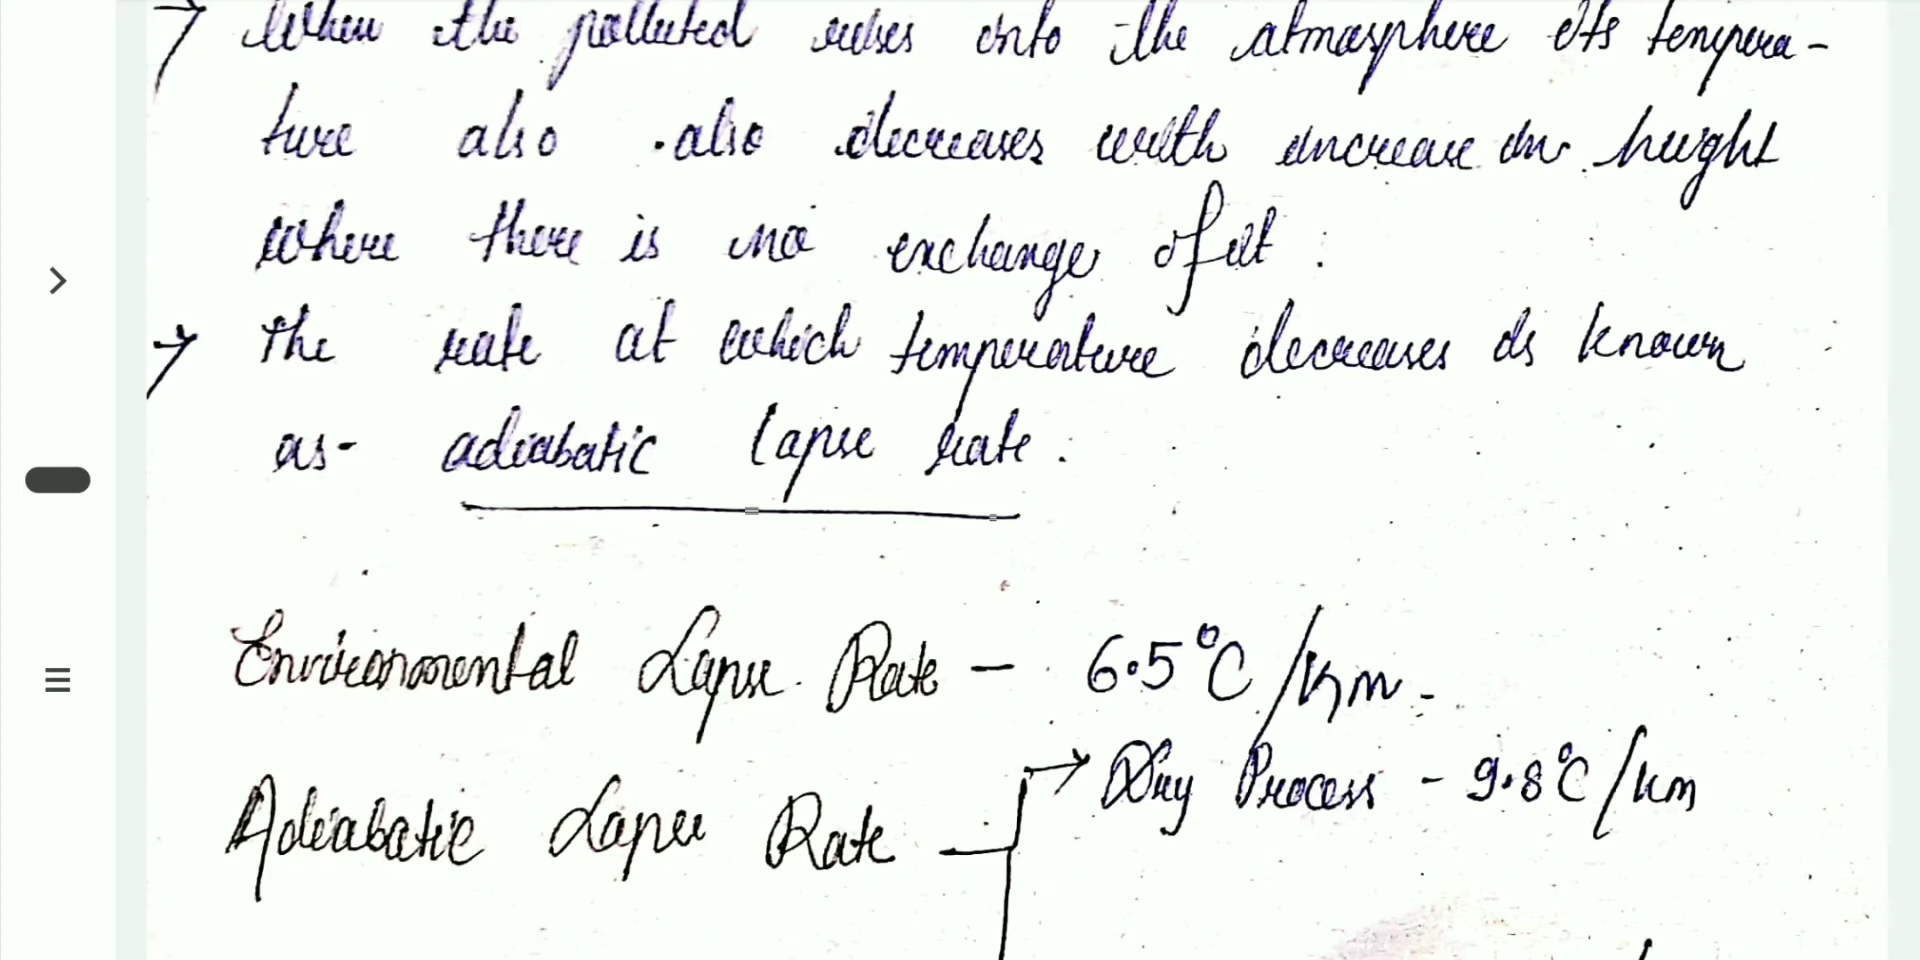 → When the polluted rises into the atmosphere its tempera-
ture also also decreases with increase in height
where there is no exchange of it.
→ The rate at which temperature decreases is known
as - adiabatic lapse rate.
Environmental Lapse Rate - 6.5°C/Km.
→ Dry Process - 9.8°C/km
Adiabatic Lapse Rate